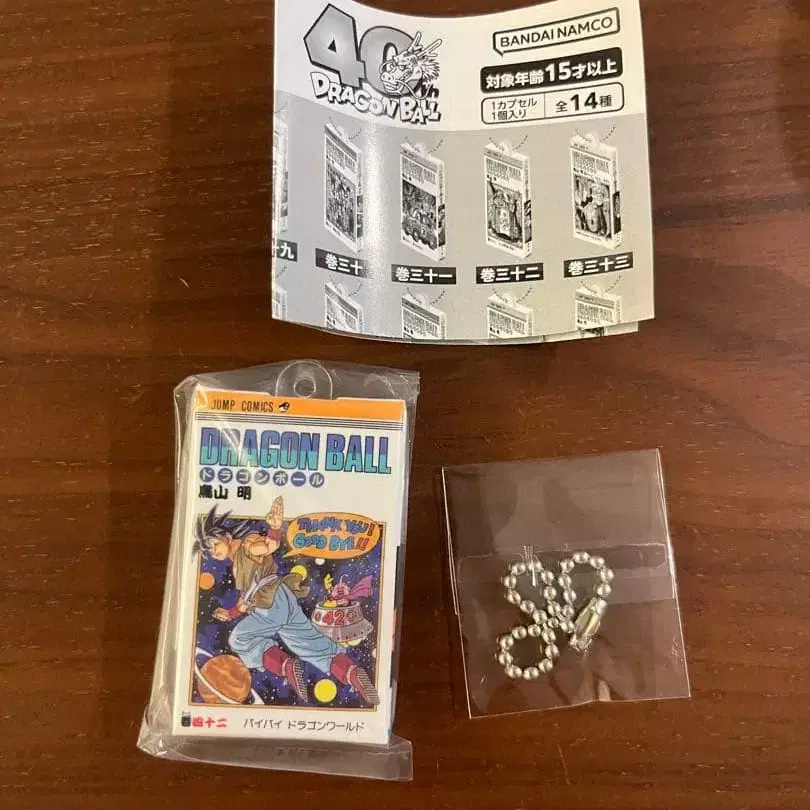 40th
DRAGON BALL
BANDAI NAMCO
対象年齢15才以上
1カプセル
1個入り
全14種
十九
巻三十
巻三十一
巻三十二
巻三十三
JUMP COMICS
DRAGON BALL
ドラゴンボール
鳥山 明
THANK YOU!
GOOD BYE!!
42
巻四十二
バイバイ ドラゴンワールド